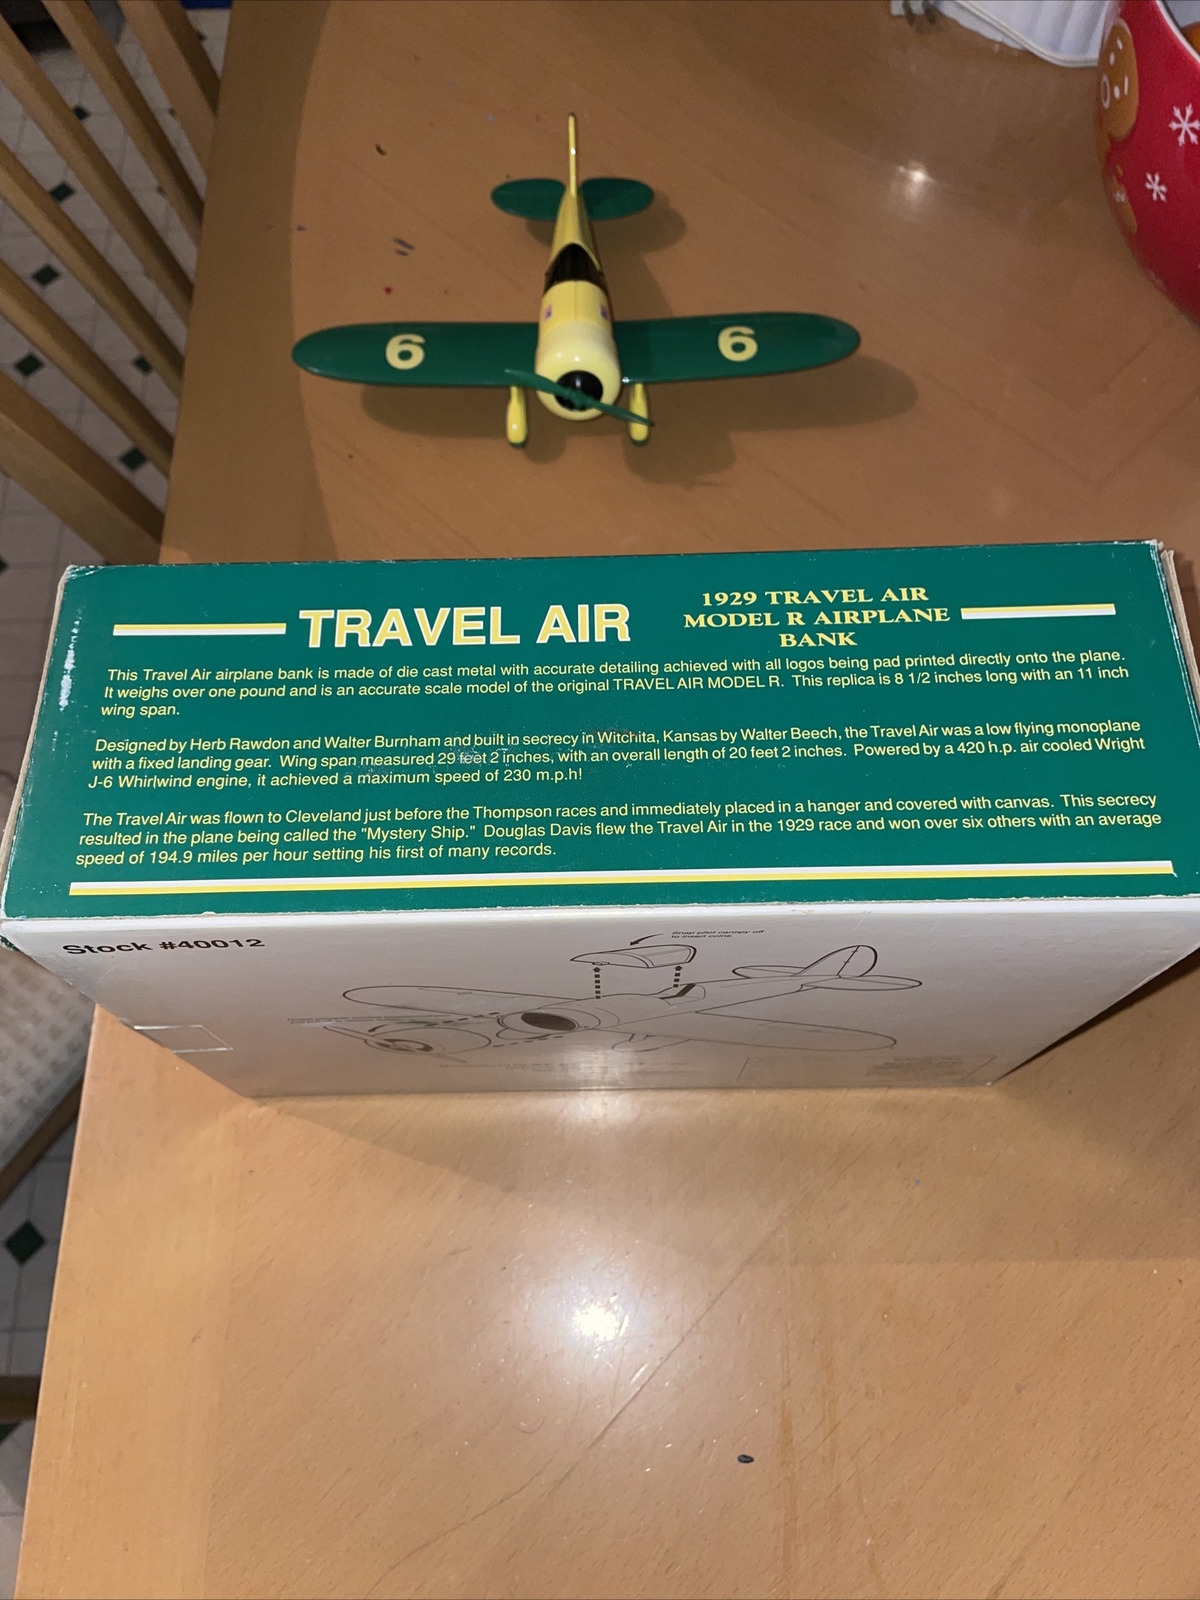 6 6
TRAVEL AIR
1929 TRAVEL AIR
MODEL R AIRPLANE
BANK
This Travel Air airplane bank is made of die cast metal with accurate detailing achieved with all logos being pad printed directly onto the plane.
It weighs over one pound and is an accurate scale model of the original TRAVEL AIR MODEL R. This replica is 8 1/2 inches long with an 11 inch
wing span.
Designed by Herb Rawdon and Walter Burnham and built in secrecy in Witchita, Kansas by Walter Beech, the Travel Air was a low flying monoplane
with a fixed landing gear. Wing span measured 29 feet 2 inches, with an overall length of 20 feet 2 inches. Powered by a 420 h.p. air cooled Wright
J-6 Whirlwind engine, it achieved a maximum speed of 230 m.p.h!
The Travel Air was flown to Cleveland just before the Thompson races and immediately placed in a hanger and covered with canvas. This secrecy
resulted in the plane being called the "Mystery Ship." Douglas Davis flew the Travel Air in the 1929 race and won over six others with an average
speed of 194.9 miles per hour setting his first of many records.
Stock #40012
Snap pilot canopy off
to insert coins.